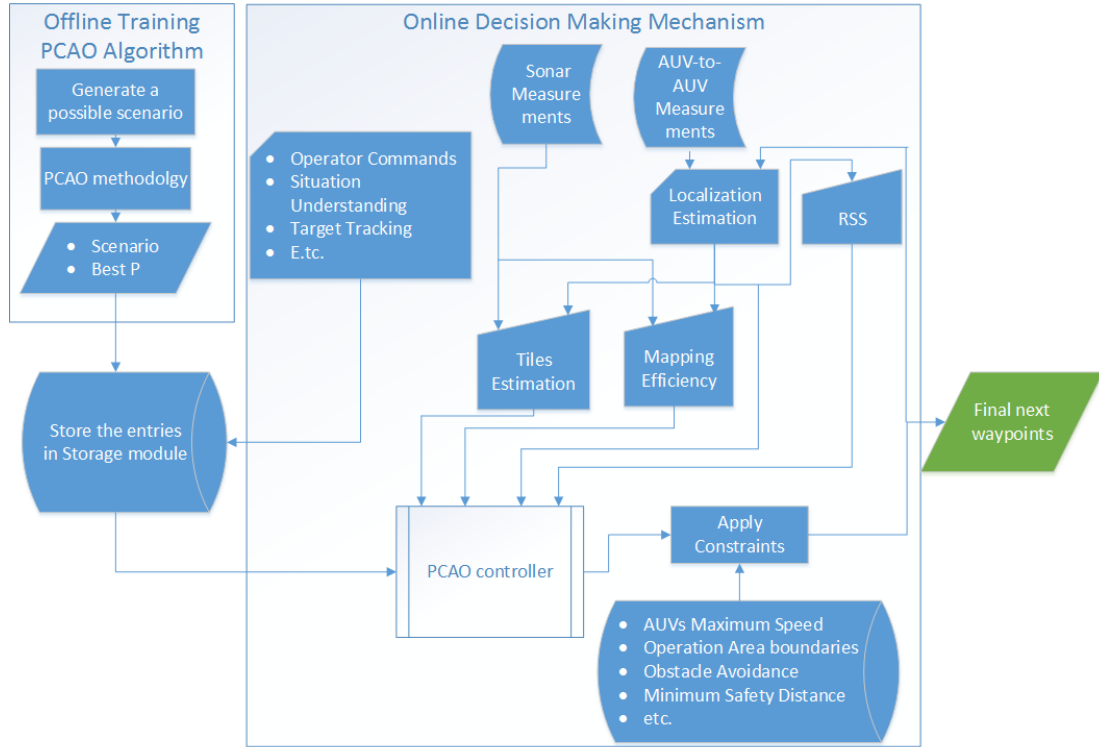 Offline Training
PCAO Algorithm
Generate a
possible scenario
PCAO methodolgy
• Scenario
• Best P
Store the entries
in Storage module
Online Decision Making Mechanism
Sonar
Measure
ments
AUV-to-
AUV
Measure
ments
• Operator Commands
• Situation
Understanding
• Target Tracking
• E.tc.
Localization
Estimation
RSS
Tiles
Estimation
Mapping
Efficiency
PCAO controller
Apply
Constraints
• AUVs Maximum Speed
• Operation Area boundaries
• Obstacle Avoidance
• Minimum Safety Distance
• etc.
Final next
waypoints